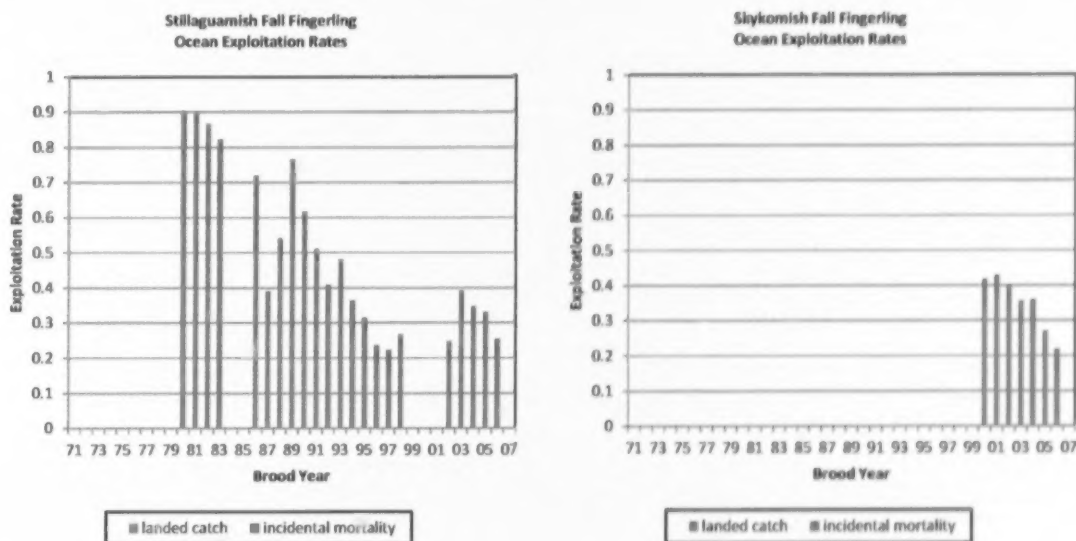 Stillaguamish Fall Fingerling
Ocean Exploitation Rates
1
0.9
0.8
0.7
0.6
0.5
0.4
0.3
0.2
0.1
0
Exploitation Rate
71 73 75 77 79 81 83 85 87 89 91 93 95 97 99 01 03 05 07
Brood Year
landed catch incidental mortality
Skykomish Fall Fingerling
Ocean Exploitation Rates
1
0.9
0.8
0.7
0.6
0.5
0.4
0.3
0.2
0.1
0
Exploitation Rate
71 73 75 77 79 81 83 85 87 89 91 93 95 97 99 01 03 05 07
Brood Year
landed catch incidental mortality